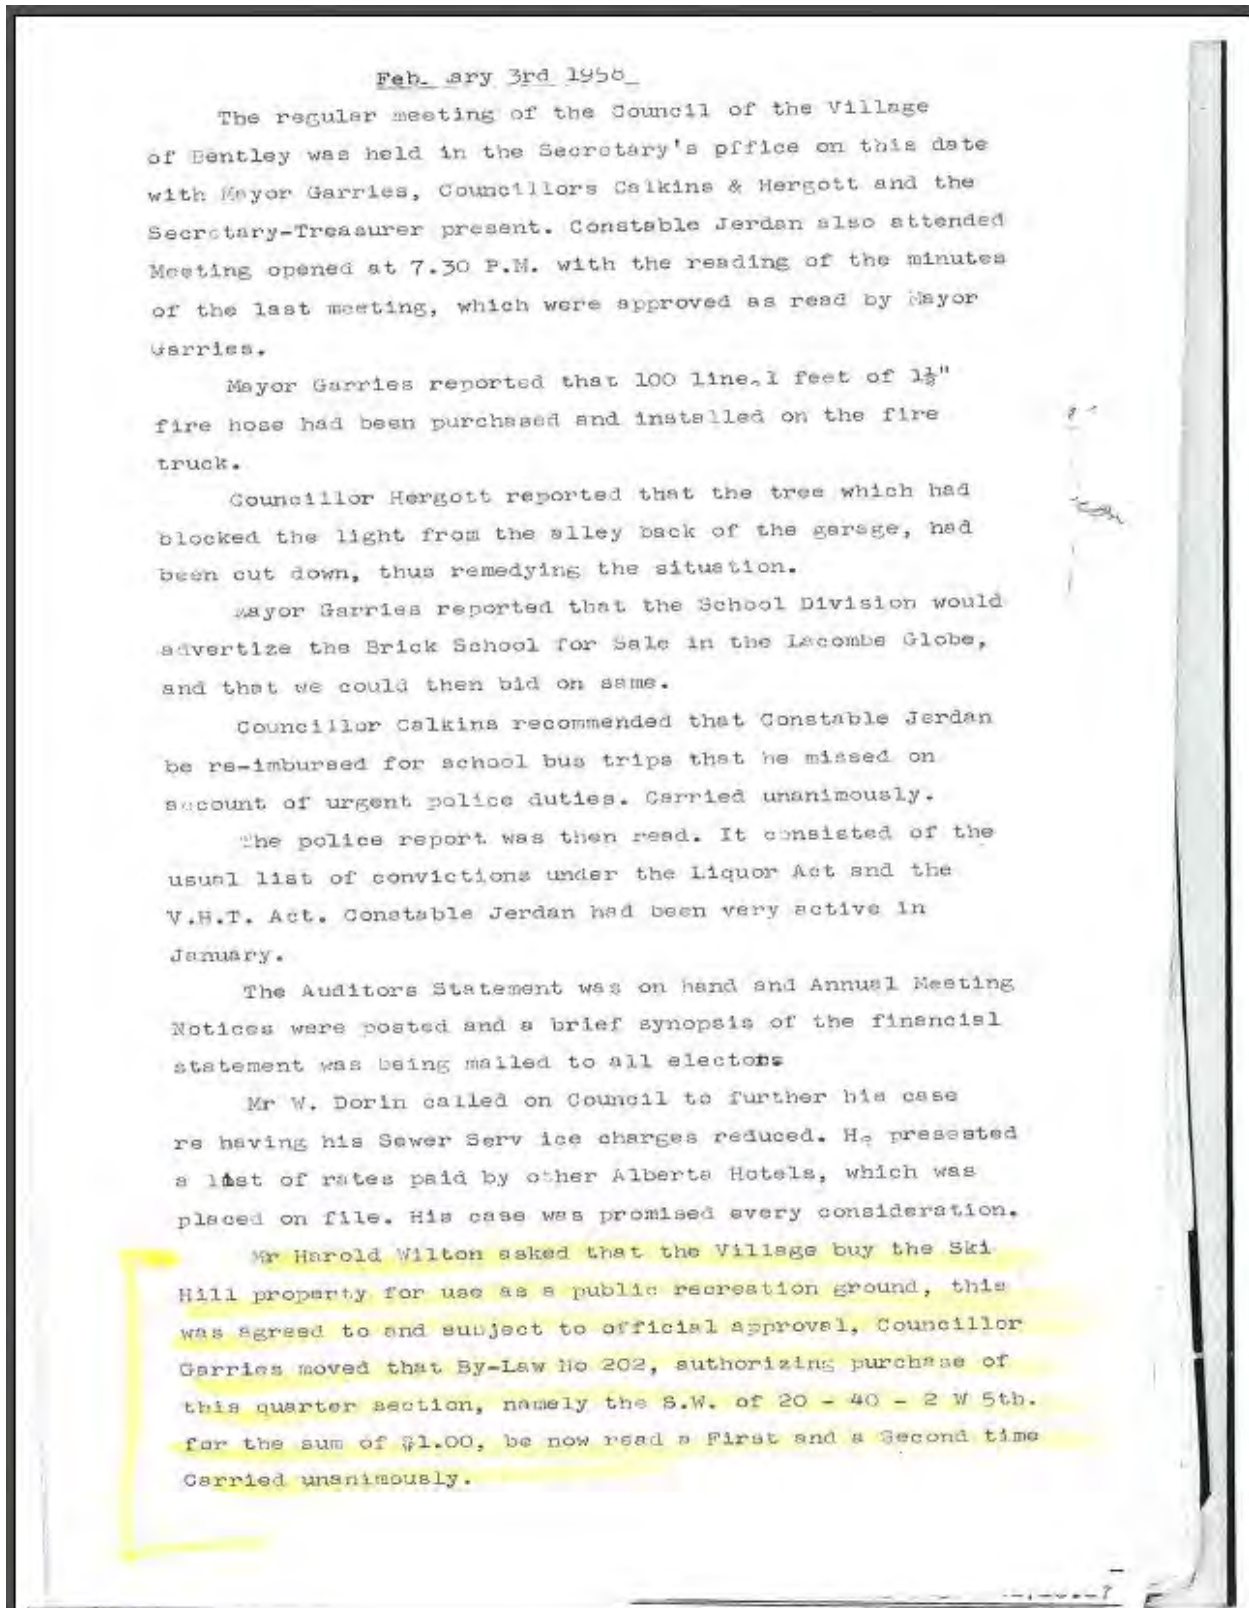 3rd
The regular meeting of the Council of the Village
of Bentley was held in the Secretary's pffice on this date
with Mayor Garries, Councillors Calkins & Hergott and the
Secretary-Treasurer present. Constable Jerdan also attended
Meeting opened at 7.30 P.M. with the reading of the minutes
of the last meeting, which were approved as read by Mayor
Garries.
Mayor Garries reported that 100 lineal feet of 1½"
fire hose had been purchased and installed on the fire
truck.
Councillor Hergott reported that the tree which had
blocked the light from the alley back of the garage, had
been cut down, thus remedying the situation.
Mayor Garries reported that the School Division would
advertize the Brick School for Sale in the Lacombe Globe,
and that we could then bid on same.
Councillor Calkins recommended that Constable Jerdan
be re-imbursed for school bus trips that he missed on
account of urgent police duties. Carried unanimously.
The police report was then read. It consisted of the
usual list of convictions under the Liquor Act and the
V.H.T. Act. Constable Jerdan had been very active in
January.
The Auditors Statement was on hand and Annual Meeting
Notices were posted and a brief synopsis of the financial
statement was being mailed to all electors
Mr W. Dorin called on Council to further his case
re having his Sewer Serv ice charges reduced. He presented
a list of rates paid by other Alberta Hotels, which was
placed on file. His case was promised every consideration.
Mr Harold Wilton asked that the Village buy the Ski
Hill property for use as a public recreation ground, this
was agreed to and subject to official approval, Councillor
Garries moved that By-Law No 202, authorizing purchase of
this quarter section, namely the S.W. of 20 - 40 - 2 W 5th.
for the sum of $1.00, be now read a First and a Second time
Carried unanimously.